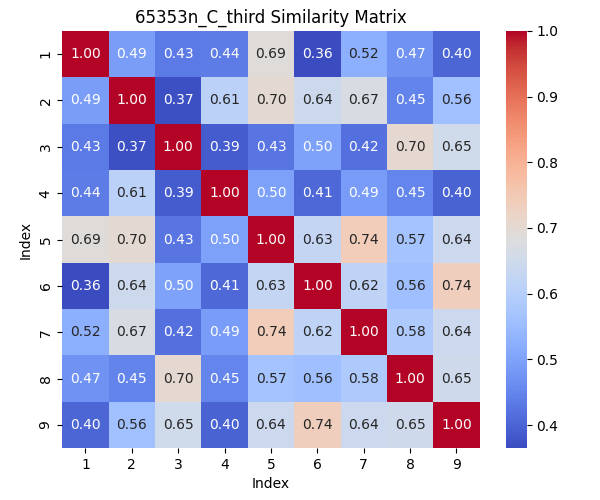 65353n_C_third Similarity Matrix
1 1.00 0.49 0.43 0.44 0.69 0.36 0.52 0.47 0.40
2 0.49 1.00 0.37 0.61 0.70 0.64 0.67 0.45 0.56
3 0.43 0.37 1.00 0.39 0.43 0.50 0.42 0.70 0.65
4 0.44 0.61 0.39 1.00 0.50 0.41 0.49 0.45 0.40
5 0.69 0.70 0.43 0.50 1.00 0.63 0.74 0.57 0.64
6 0.36 0.64 0.50 0.41 0.63 1.00 0.62 0.56 0.74
7 0.52 0.67 0.42 0.49 0.74 0.62 1.00 0.58 0.64
8 0.47 0.45 0.70 0.45 0.57 0.56 0.58 1.00 0.65
9 0.40 0.56 0.65 0.40 0.64 0.74 0.64 0.65 1.00
1 2 3 4 5 6 7 8 9
Index
Index
1.0
0.9
0.8
0.7
0.6
0.5
0.4